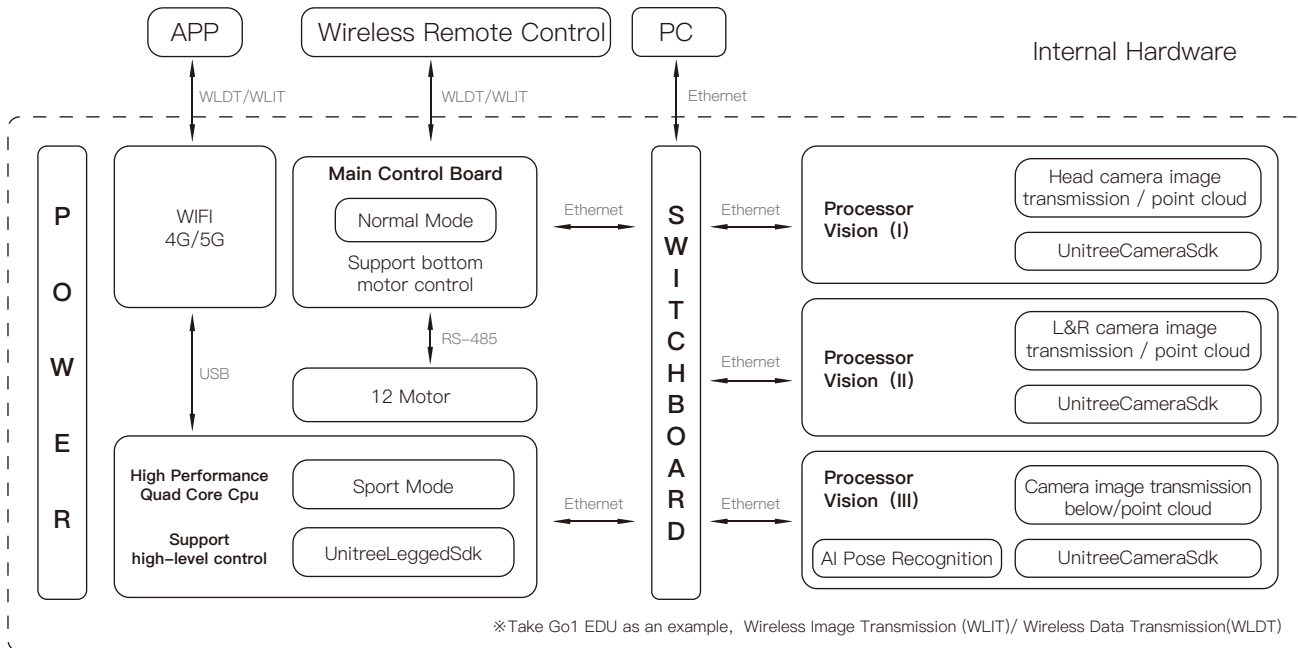 APP
Wireless Remote Control
PC
Internal Hardware
WLDT/WLIT
WLDT/WLIT
Ethernet
POWER
WIFI
4G/5G
Main Control Board
Normal Mode
Support bottom
motor control
Ethernet
SWITCHBOARD
Ethernet
Processor
Vision (I)
Head camera image
transmission / point cloud
UnitreeCameraSdk
RS-485
USB
12 Motor
Ethernet
Processor
Vision (II)
L&R camera image
transmission / point cloud
UnitreeCameraSdk
High Performance
Quad Core Cpu
Sport Mode
Support
high-level control
UnitreeLeggedSdk
Ethernet
Ethernet
Processor
Vision (III)
Camera image transmission
below/point cloud
AI Pose Recognition
UnitreeCameraSdk
※Take Go1 EDU as an example, Wireless Image Transmission (WLIT)/ Wireless Data Transmission(WLDT)